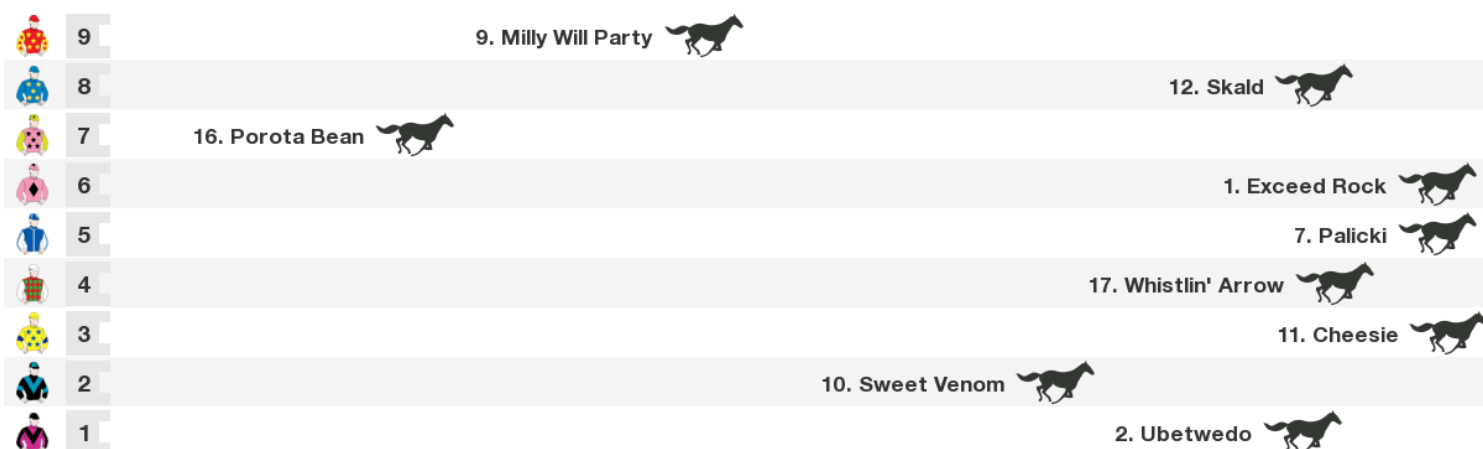 9 9. Milly Will Party
8 12. Skald
7 16. Porota Bean
6 1. Exceed Rock
5 7. Palicki
4 17. Whistlin' Arrow
3 11. Cheesie
2 10. Sweet Venom
1 2. Ubetwedo